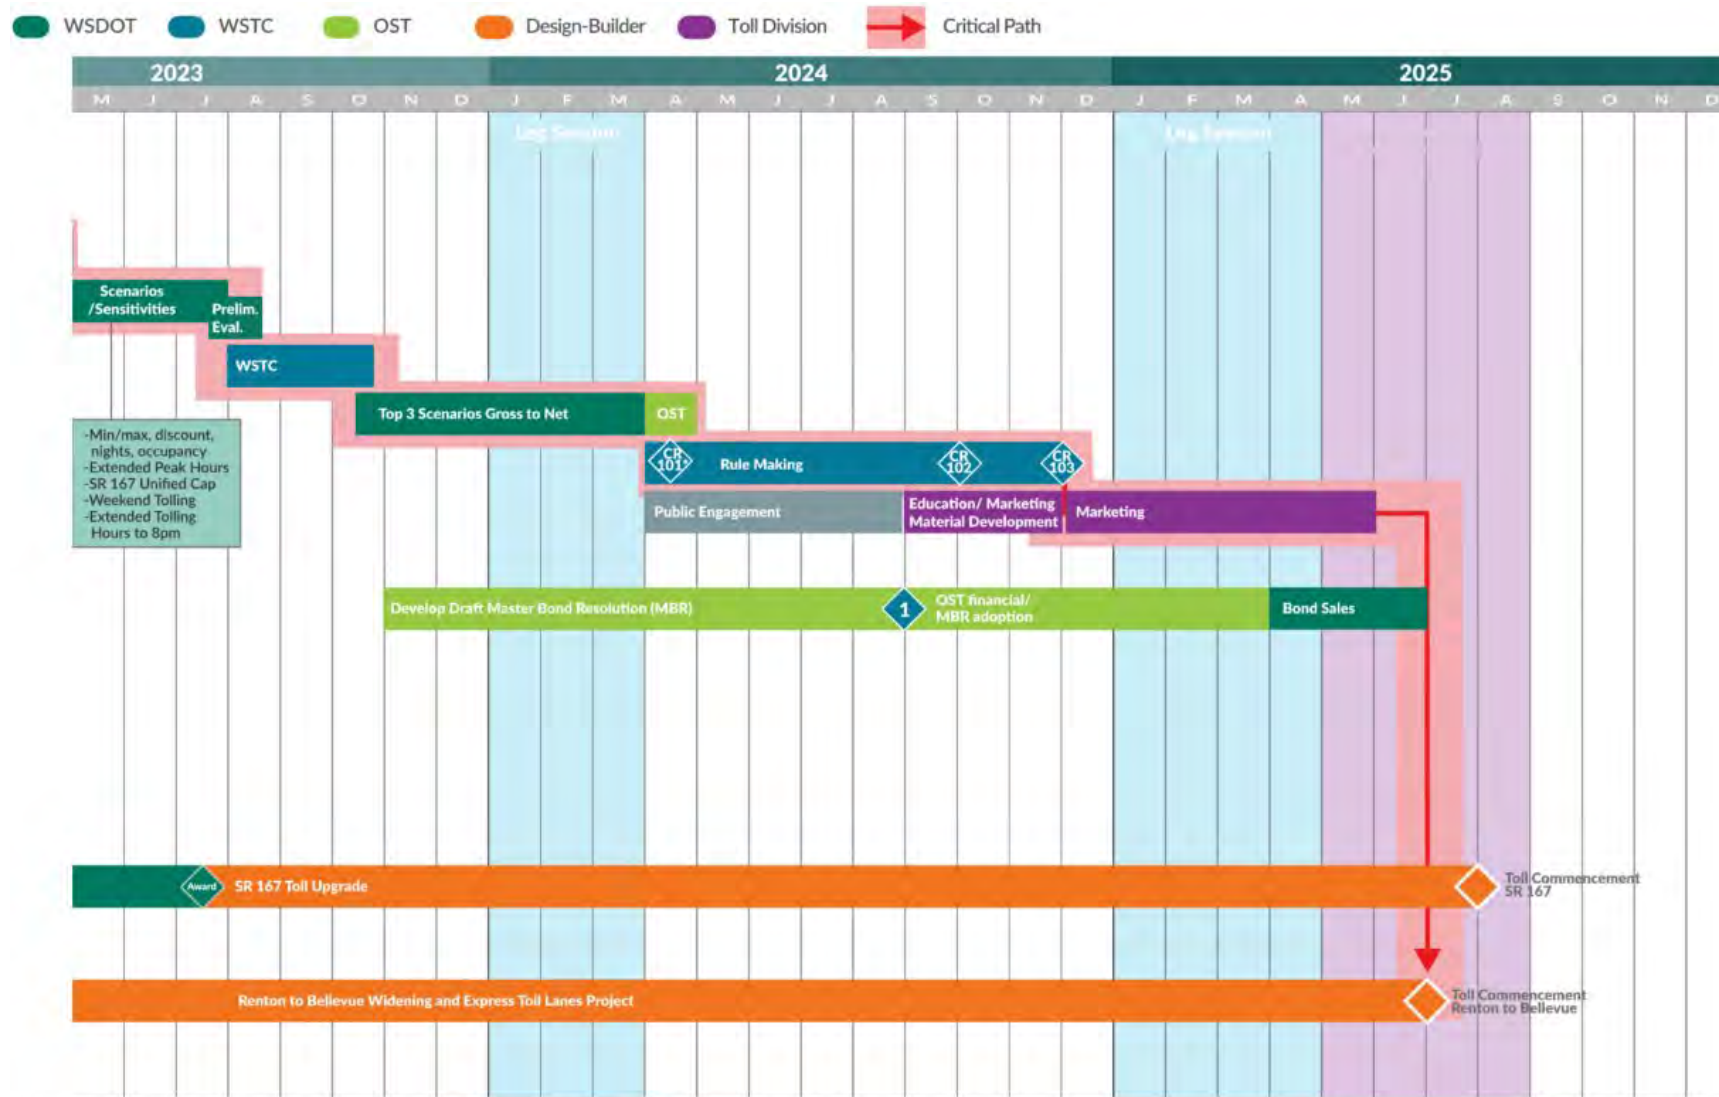 WSDOT WSTC OST Design-Builder Toll Division Critical Path
2023 2024 2025
M J J A S O N D J F M A M J J A S O N D J F M A M J J A S O N D
Leg Session Leg Session
Scenarios
/Sensitivities
Prelim.
Eval.
WSTC
Top 3 Scenarios Gross to Net
OST
-Min/max, discount,
nights, occupancy
-Extended Peak Hours
-SR 167 Unified Cap
-Weekend Tolling
-Extended Tolling
Hours to 8pm
CR
101*
Rule Making
CR
102
CR
103
Public Engagement
Education/ Marketing
Material Development
Marketing
Develop Draft Master Bond Resolution (MBR)
1
OST financial/
MBR adoption
Bond Sales
Award
SR 167 Toll Upgrade
Toll Commencement
SR 167
Renton to Bellevue Widening and Express Toll Lanes Project
Toll Commencement
Renton to Bellevue